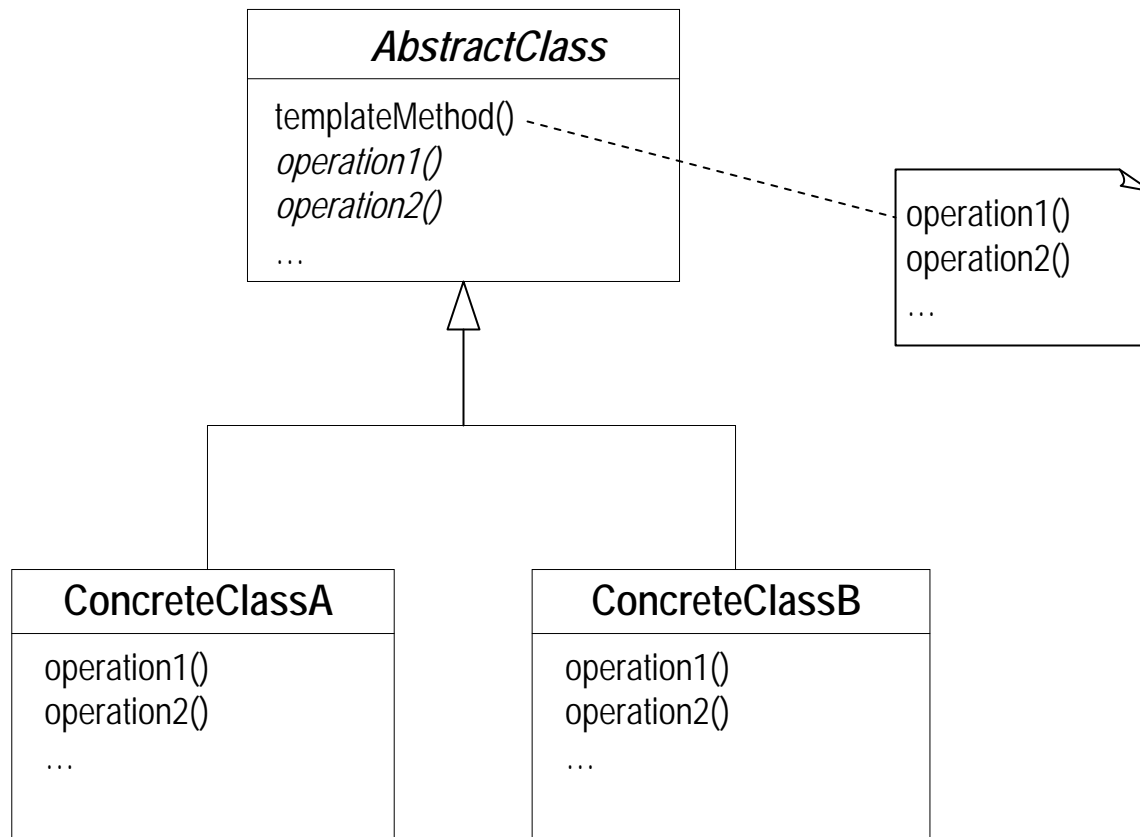 AbstractClass
templateMethod()
operation1()
operation2()
…
operation1()
operation2()
…
ConcreteClassA
operation1()
operation2()
…
ConcreteClassB
operation1()
operation2()
…